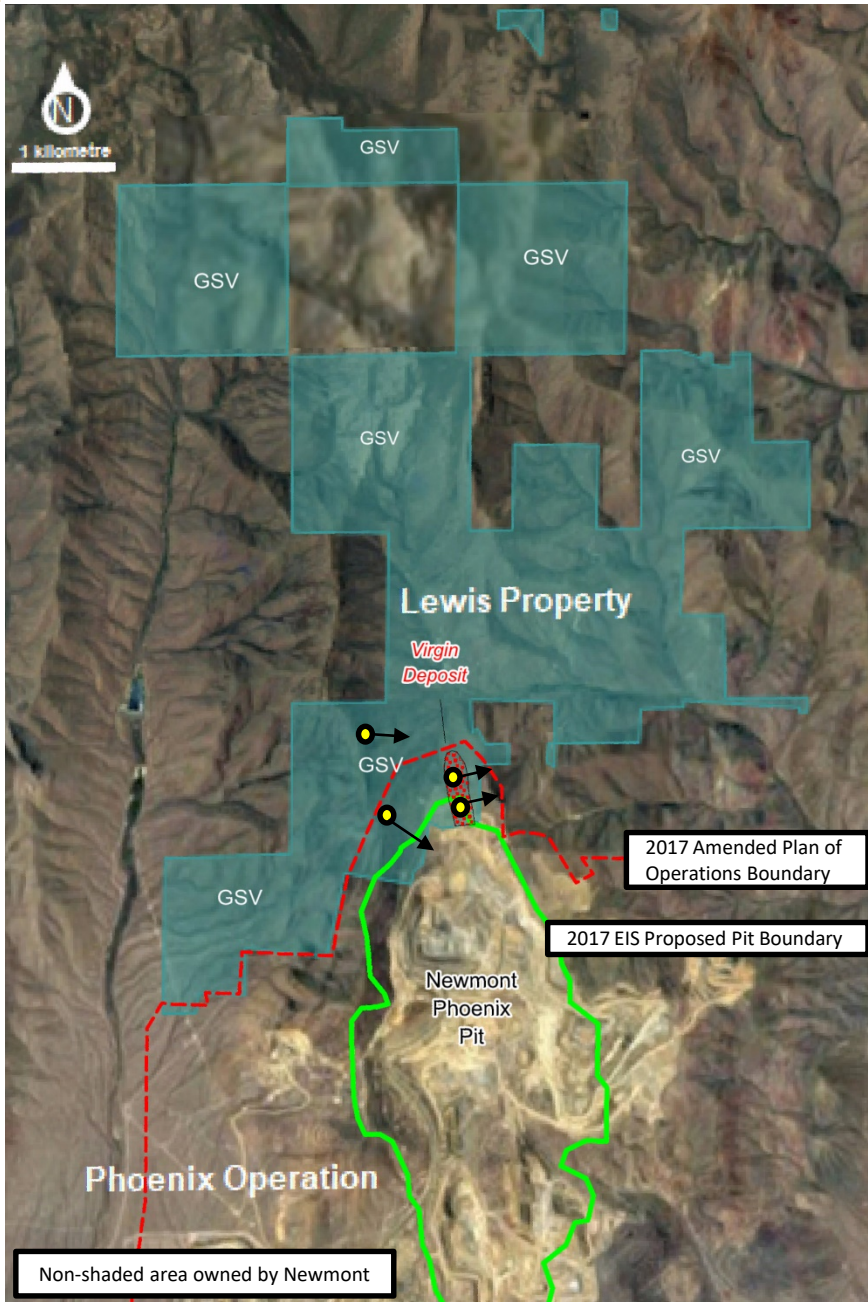 N
1 kilometre
GSV
GSV
GSV
GSV
GSV
Lewis Property
Virgin
Deposit
GSV
2017 Amended Plan of
Operations Boundary
GSV
2017 EIS Proposed Pit Boundary
Newmont
Phoenix
Pit
Phoenix Operation
Non-shaded area owned by Newmont